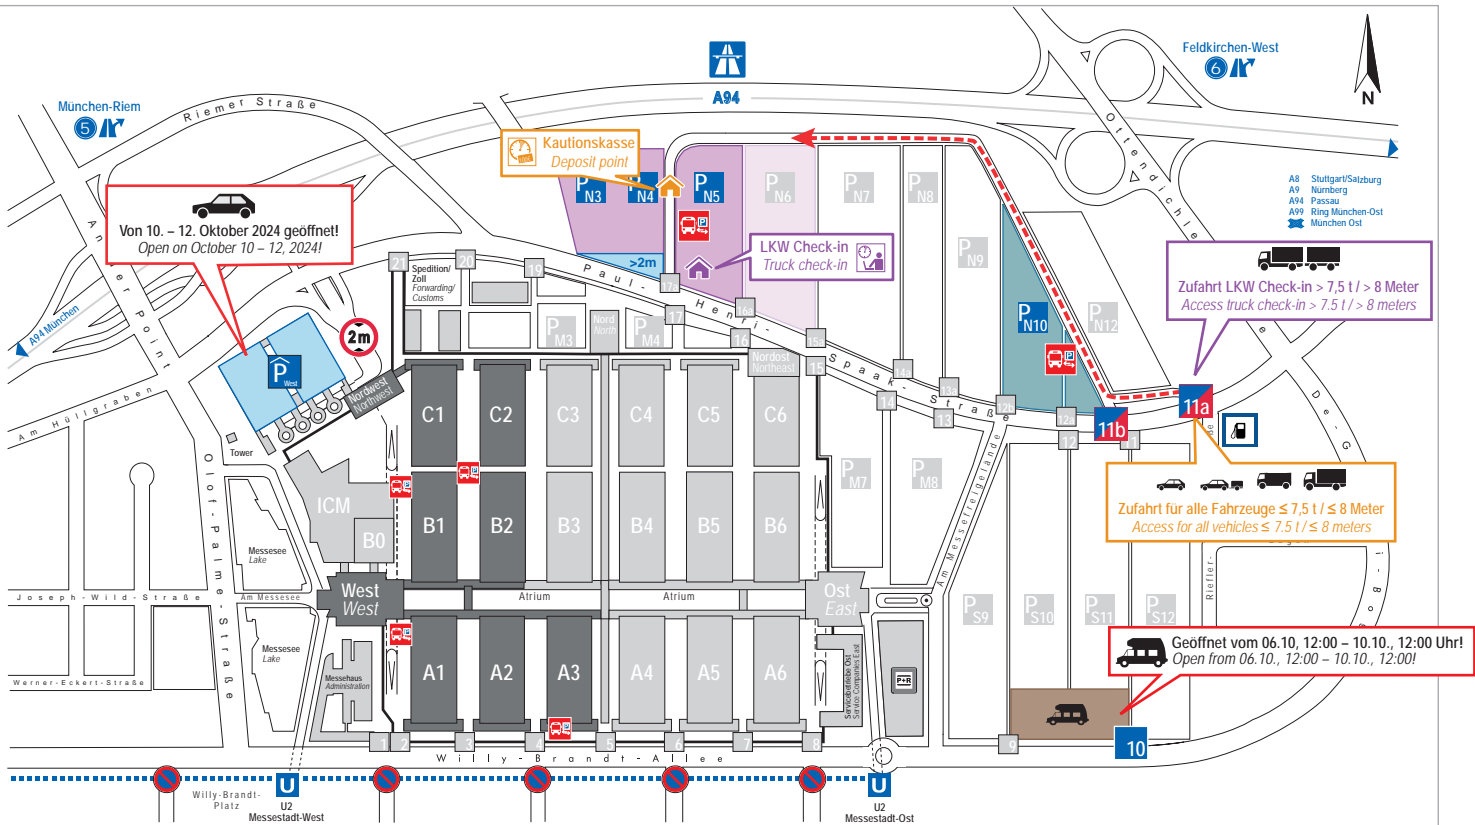 A94
Feldkirchen-West
6
N
München-Riem
5
Riemer Straße
Ottendichler
Kautionskasse
Deposit point
Von 10. – 12. Oktober 2024 geöffnet!
Open on October 10 – 12, 2024!
P N3
P N4
P N5
P N6
P N7
P N8
P N9
P N10
P N12
A8 Stuttgart/Salzburg
A9 Nürnberg
A94 Passau
A99 Ring München-Ost
München Ost
LKW Check-in
Truck check-in
Zufahrt LKW Check-in > 7,5 t / > 8 Meter
Access truck check-in > 7.5 t / > 8 meters
>2m
21
20
19
17a
17
16a
16
15a
15
14a
14
13a
13
12b
12a
12
11b
11
11a
Spedition/
Zoll
Forwarding/
Customs
Paul-Henri-Spaak-Straße
Am Messefreigelände
A94 München
2m
P West
P M3
Nord
North
P M4
Nordost
Northeast
Nordwest
Northwest
Am Hüllgraben
Tower
Olof-Palme-Straße
C1
C2
C3
C4
C5
C6
P M7
P M8
Zufahrt für alle Fahrzeuge ≤ 7,5 t / ≤ 8 Meter
Access for all vehicles ≤ 7.5 t / ≤ 8 meters
ICM
B0
B1
B2
B3
B4
B5
B6
Messesee
Lake
Joseph-Wild-Straße
Am Messesee
West
West
Atrium
Atrium
Ost
East
P S9
P S10
P S11
P S12
Riefler-
Messesee
Lake
Werner-Eckert-Straße
Messehaus
Administration
A1
A2
A3
A4
A5
A6
Servicebetriebe Ost
Service Companies East
P+R
Geöffnet vom 06.10, 12:00 – 10.10., 12:00 Uhr!
Open from 06.10., 12:00 – 10.10., 12:00!
1
2
3
4
5
6
7
8
9
10
Willy-Brandt-Allee
U
U
Willy-Brandt-
Platz
U2
Messestadt-West
U2
Messestadt-Ost